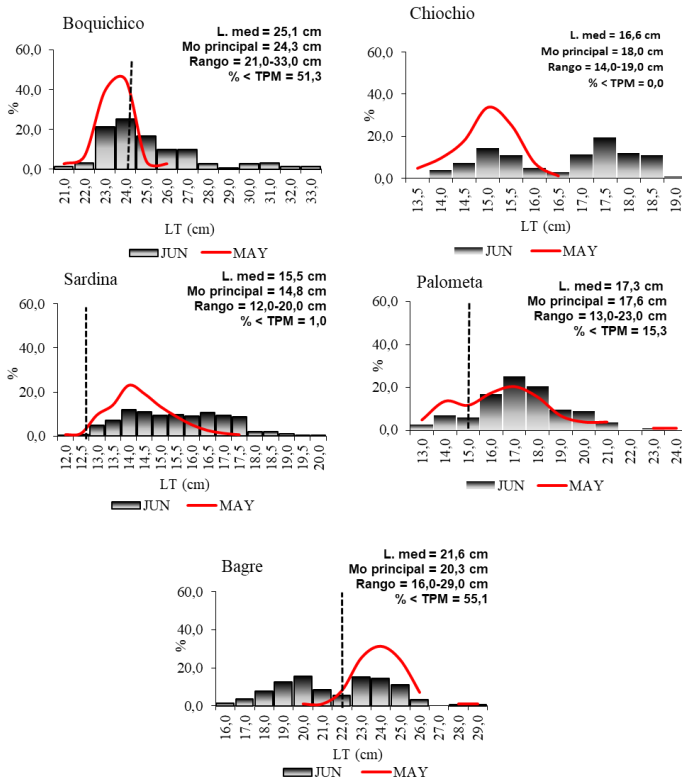 Boquichico
L. med = 25,1 cm
Mo principal = 24,3 cm
Rango = 21,0-33,0 cm
% < TPM = 51,3
60,0
40,0
20,0
0,0
%
21,0 22,0 23,0 24,0 25,0 26,0 27,0 28,0 29,0 30,0 31,0 32,0 33,0
LT (cm)
JUN MAY
Chiochio
L. med = 16,6 cm
Mo principal = 18,0 cm
Rango = 14,0-19,0 cm
% < TPM = 0,0
60,0
40,0
20,0
0,0
%
13,5 14,0 14,5 15,0 15,5 16,0 16,5 17,0 17,5 18,0 18,5 19,0
LT (cm)
JUN MAY
Sardina
L. med = 15,5 cm
Mo principal = 14,8 cm
Rango = 12,0-20,0 cm
% < TPM = 1,0
60,0
40,0
20,0
0,0
%
12,0 12,5 13,0 13,5 14,0 14,5 15,0 15,5 16,0 16,5 17,0 17,5 18,0 18,5 19,0 19,5 20,0
LT (cm)
JUN MAY
Palometa
L. med = 17,3 cm
Mo principal = 17,6 cm
Rango = 13,0-23,0 cm
% < TPM = 15,3
60,0
40,0
20,0
0,0
%
13,0 14,0 15,0 16,0 17,0 18,0 19,0 20,0 21,0 22,0 23,0 24,0
LT (cm)
JUN MAY
Bagre
L. med = 21,6 cm
Mo principal = 20,3 cm
Rango = 16,0-29,0 cm
% < TPM = 55,1
60,0
40,0
20,0
0,0
%
16,0 17,0 18,0 19,0 20,0 21,0 22,0 23,0 24,0 25,0 26,0 27,0 28,0 29,0
LT (cm)
JUN MAY